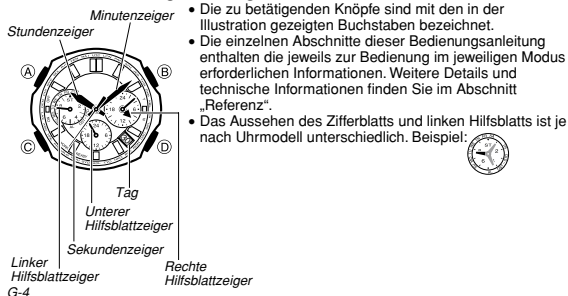 Minutenzeiger
Stundenzeiger
A
B
C
D
Tag
Unterer
Hilfsblattzeiger
Sekundenzeiger
Linker
Hilfsblattzeiger
Rechte
Hilfsblattzeiger
G-4
• Die zu betätigenden Knöpfe sind mit den in der
Illustration gezeigten Buchstaben bezeichnet.
• Die einzelnen Abschnitte dieser Bedienungsanleitung
enthalten die jeweils zur Bedienung im jeweiligen Modus
erforderlichen Informationen. Weitere Details und
technische Informationen finden Sie im Abschnitt
„Referenz“.
• Das Aussehen des Zifferblatts und linken Hilfsblatts ist je
nach Uhrmodell unterschiedlich. Beispiel: